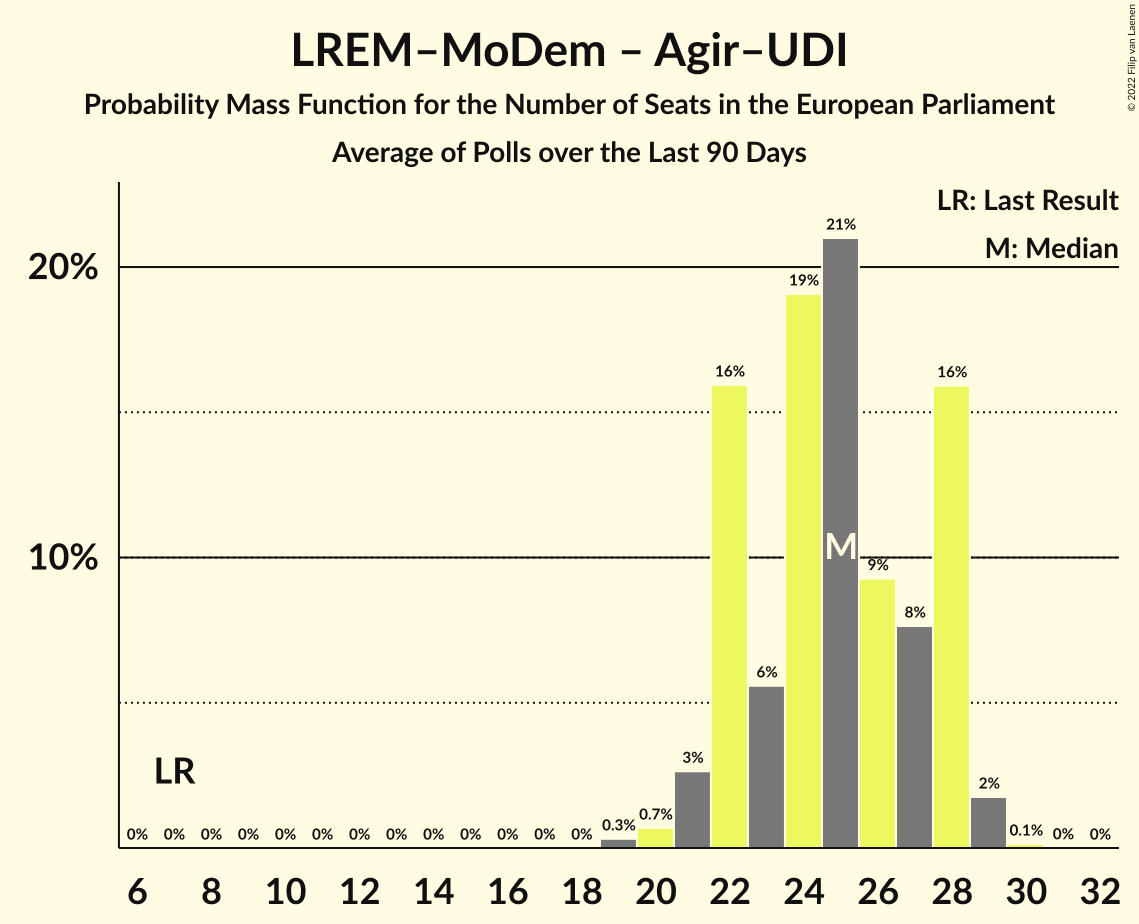 LREM–MoDem – Agir–UDI
Probability Mass Function for the Number of Seats in the European Parliament
Average of Polls over the Last 90 Days
© 2022 Filip van Laenen
LR: Last Result
M: Median
20%
10%
21%
19%
16%
16%
M
9%
8%
6%
3%
2%
LR
0% 0% 0% 0% 0% 0% 0% 0% 0% 0% 0% 0% 0% 0.3% 0.7% 0.1% 0% 0%
6 8 10 12 14 16 18 20 22 24 26 28 30 32